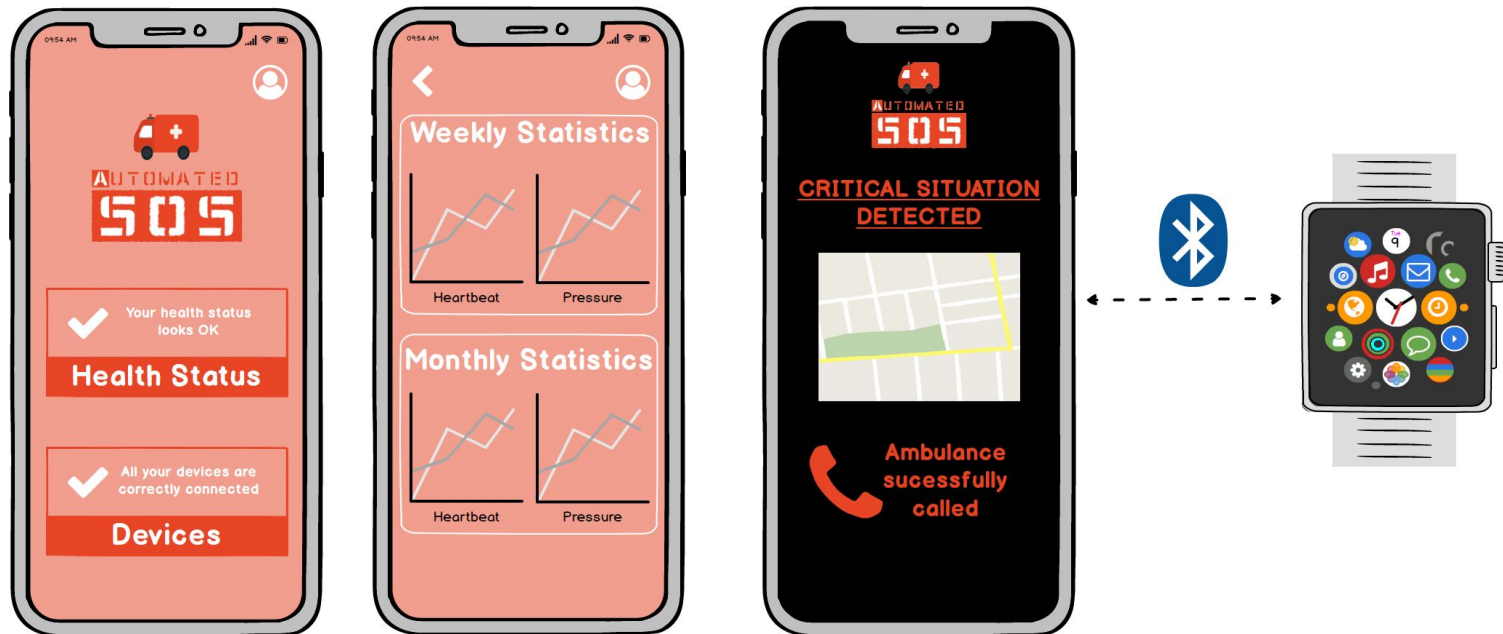 09:54 AM
AUTOMATED
SOS
Your health status
looks OK
Health Status
All your devices are
correctly connected
Devices
09:54 AM
Weekly Statistics
Heartbeat
Pressure
Monthly Statistics
Heartbeat
Pressure
AUTOMATED
SOS
CRITICAL SITUATION
DETECTED
Ambulance
sucessfully
called
Tue
9